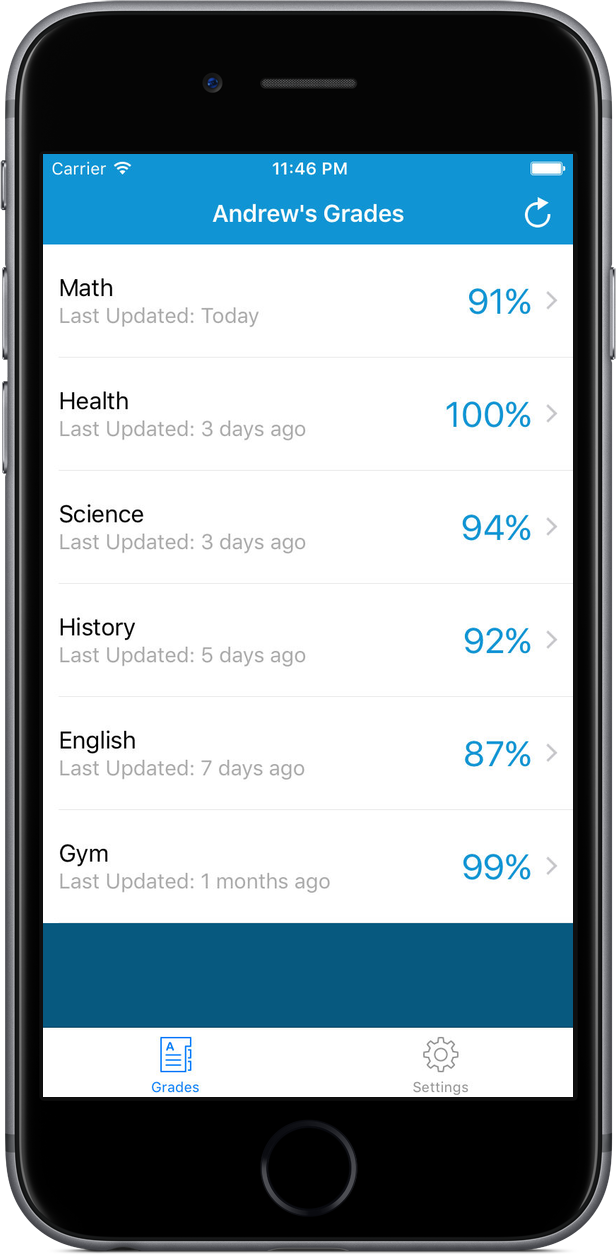 Carrier 11:46 PM
Andrew's Grades
Math
Last Updated: Today
91%
Health
Last Updated: 3 days ago
100%
Science
Last Updated: 3 days ago
94%
History
Last Updated: 5 days ago
92%
English
Last Updated: 7 days ago
87%
Gym
Last Updated: 1 months ago
99%
A
Grades
Settings